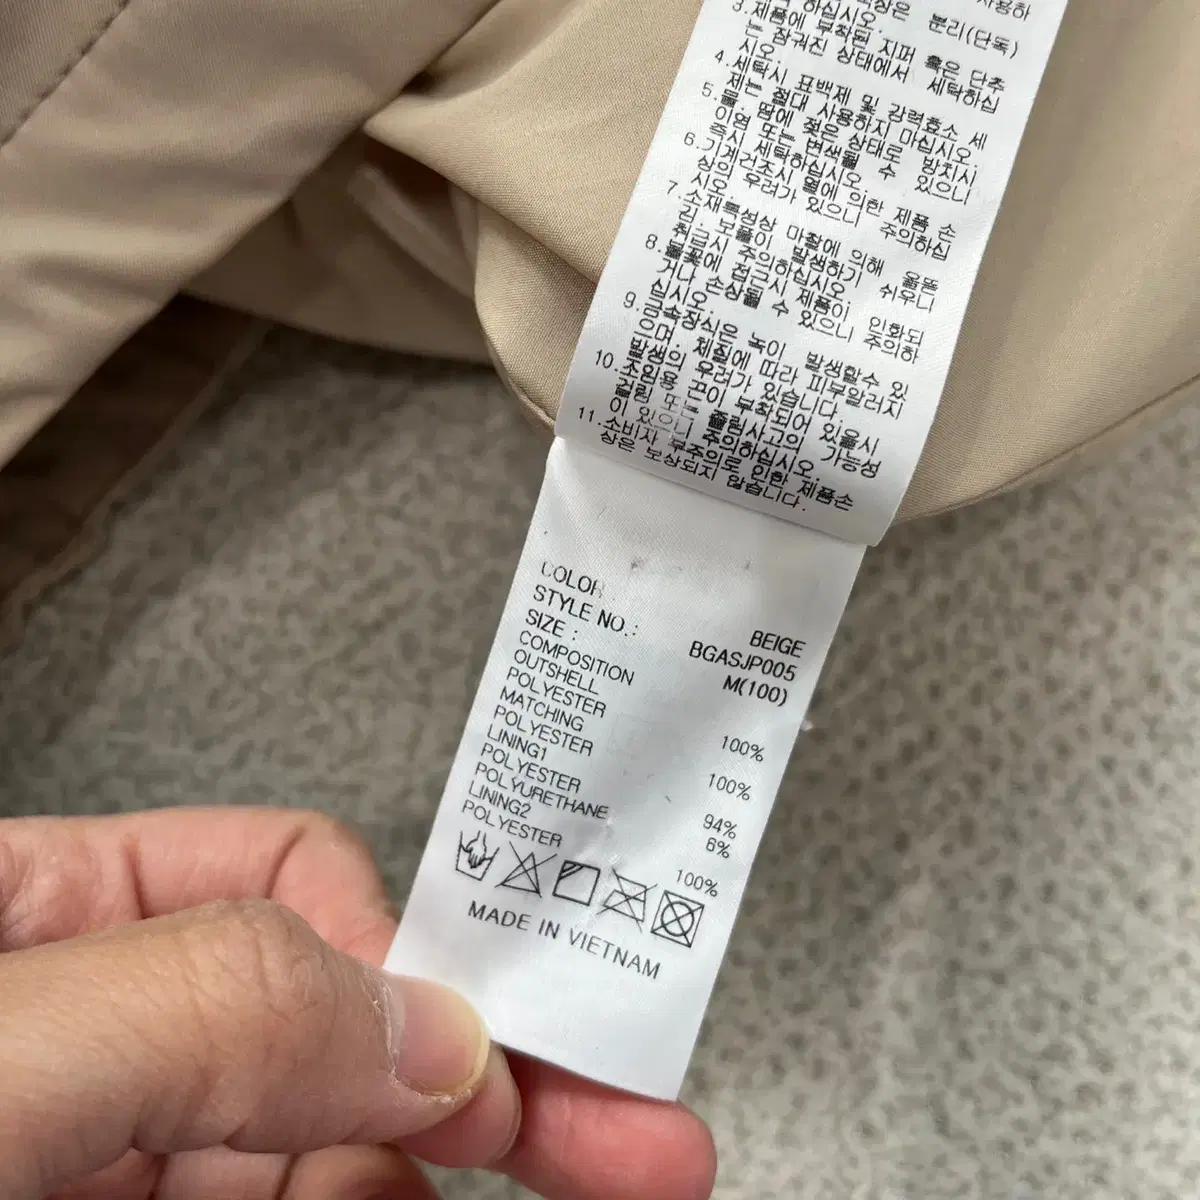 사용하
하십시오.
3.제품에 부착된 지퍼 혹은 단추
는 잠궈진 상태에서 세탁하십
시오.
4.세탁시 표백제 및 강력효소 세
제는 절대 사용하지 마십시오.
5.물, 땀에 젖은 상태로 방치시
이염 또는 변색될 수 있으니
즉시 세탁하십시오.
6.기계건조시 열에 의한 제품 손
상의 우려가 있으니 주의하십
시오.
7.소재특성상 마찰에 의해 올뜯
김, 보풀이 발생하기 쉬우니
취급시 주의하십시오.
8.불꽃에 접근시 제품이 인화되
거나 손상될 수 있으니 주의하
십시오.
9.금속장식은 녹이 발생할수 있
으며 체질에 따라 피부알러지
발생의 우려가 있습니다.
10.조임용 끈이 부착되어 있을시
걸림 또는 끌림사고의 가능성
이 있으니 주의하십시오.
11.소비자 부주의로 인한 제품손
상은 보상되지 않습니다.
COLOR BEIGE
STYLE NO.: BGASJP005
SIZE : M(100)
COMPOSITION
OUTSHELL
POLYESTER 100%
MATCHING
POLYESTER 100%
LINING1
POLYESTER 94%
POLYURETHANE 6%
LINING2
POLYESTER 100%
MADE IN VIETNAM